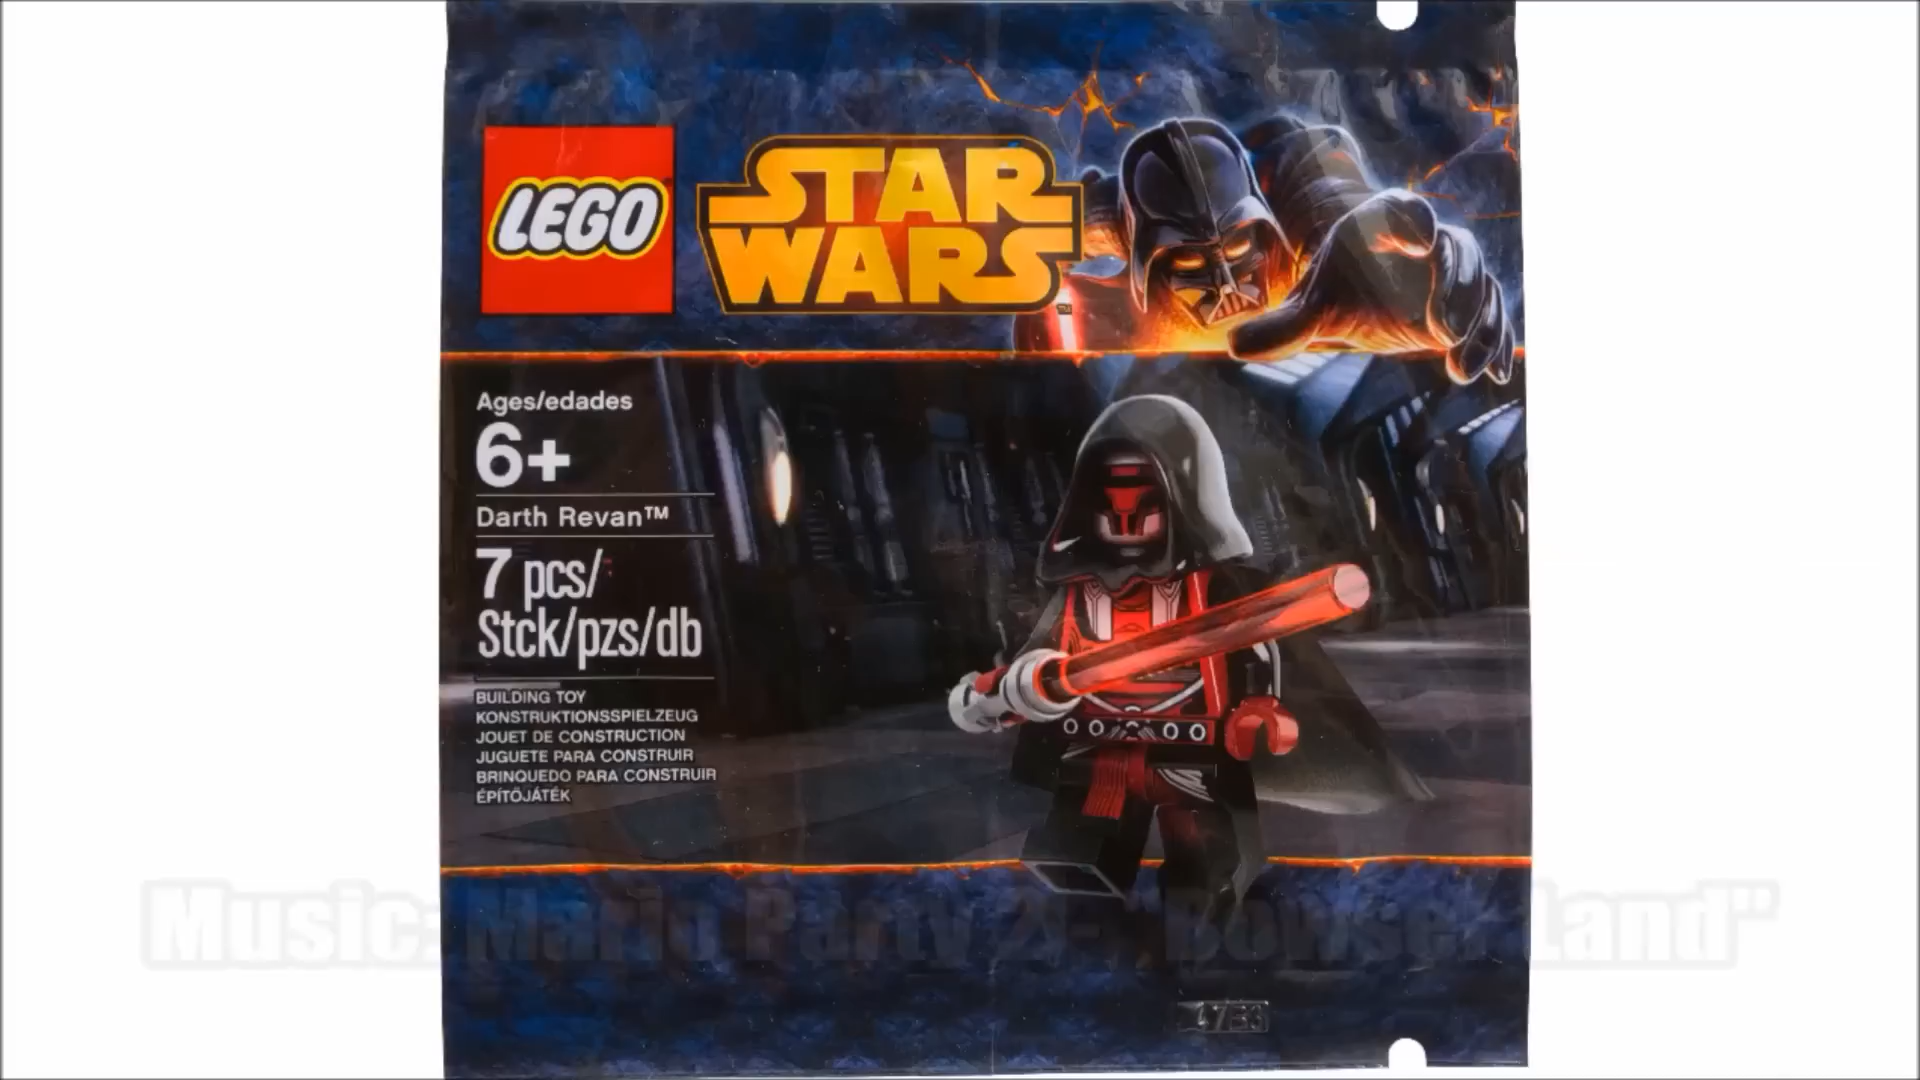 LEGO
STAR
WARS
TM
Ages/edades
6+
Darth Revan™
7 pcs/
Stck/pzs/db
BUILDING TOY
KONSTRUKTIONSSPIELZEUG
JOUET DE CONSTRUCTION
JUGUETE PARA CONSTRUIR
BRINQUEDO PARA CONSTRUIR
ÉPÍTŐJÁTÉK
Music: Mario Party 2 - "Bowser Land"